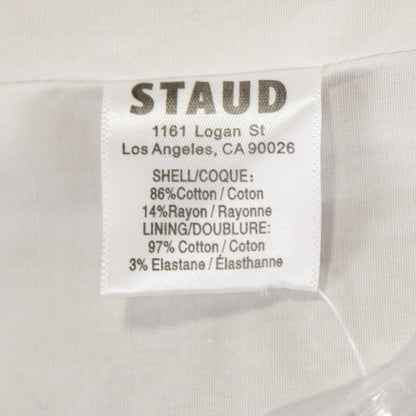 STAUD
1161 Logan St
Los Angeles, CA 90026
SHELL/COQUE:
86%Cotton / Coton
14%Rayon / Rayonne
LINING/DOUBLURE:
97% Cotton / Coton
3% Elastane / Élasthanne